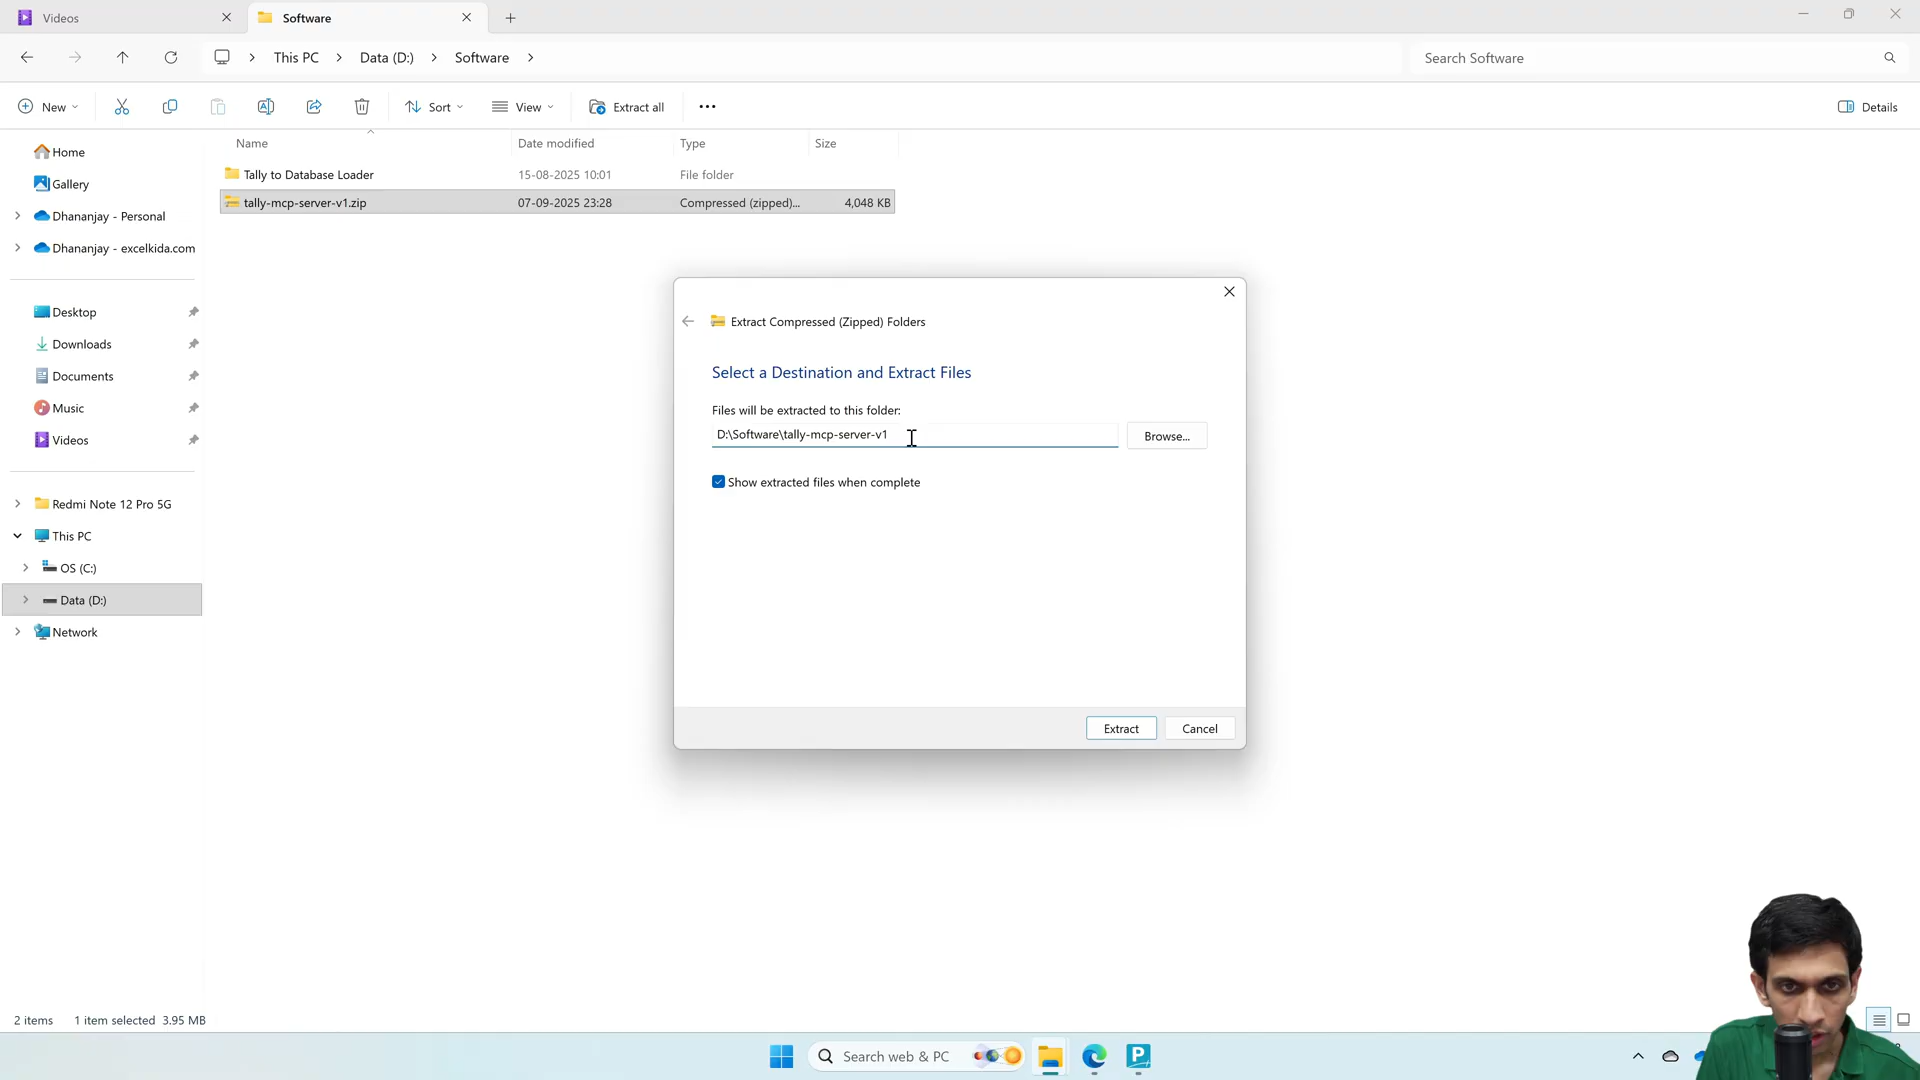 Videos
Software
This PC
Data (D:)
Software
Search Software
New
Sort
View
Extract all
Details
Name
Date modified
Type
Size
Tally to Database Loader
15-08-2025 10:01
File folder
tally-mcp-server-v1.zip
07-09-2025 23:28
Compressed (zipped)...
4,048 KB
Home
Gallery
Dhananjay - Personal
Dhananjay - excelkida.com
Desktop
Downloads
Documents
Music
Videos
Redmi Note 12 Pro 5G
This PC
OS (C:)
Data (D:)
Network
Extract Compressed (Zipped) Folders
Select a Destination and Extract Files
Files will be extracted to this folder:
D:\Software\tally-mcp-server-v1
Browse...
Show extracted files when complete
Extract
Cancel
2 items
1 item selected 3.95 MB
Search web & PC